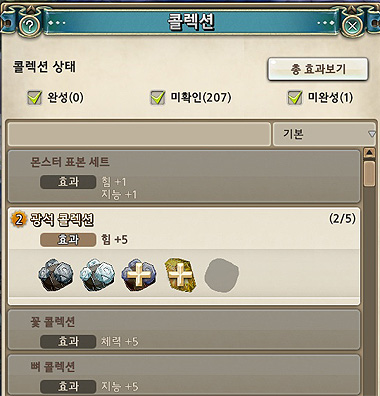 ?
콜렉션
X
콜렉션 상태
총 효과보기
완성(0)
미확인(207)
미완성(1)
기본
몬스터 표본 세트
효과 힘 +1
지능 +1
2 광석 콜렉션 (2/5)
효과 힘 +5
꽃 콜렉션
효과 체력 +5
뼈 콜렉션
효과 지능 +5